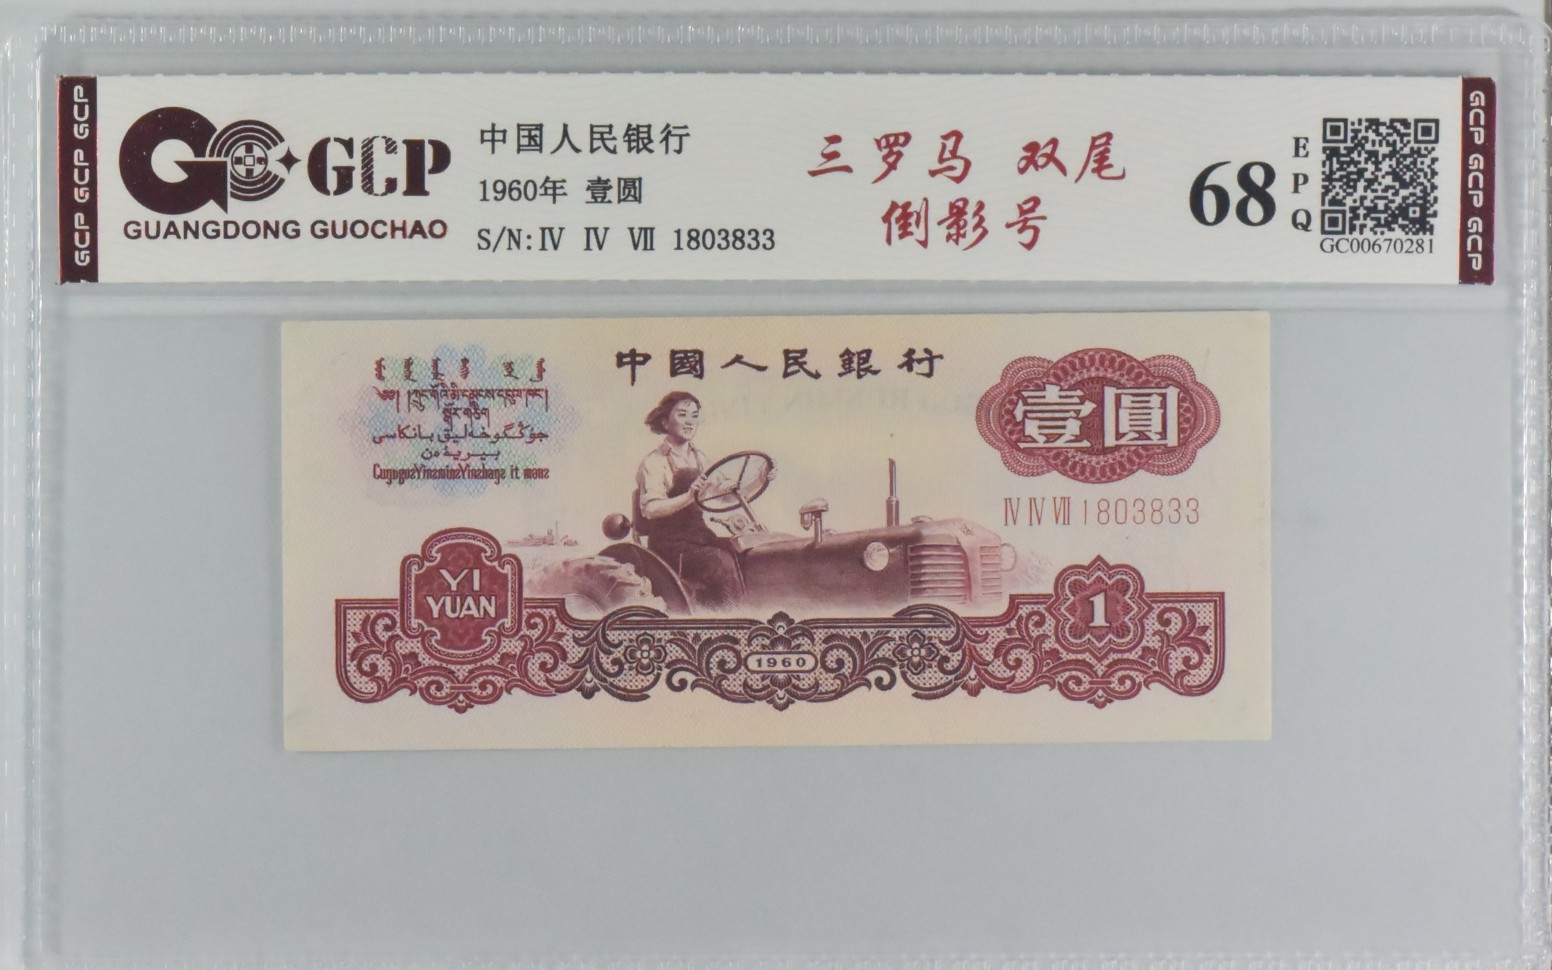 GCP GCP GCP
GCP
GUANGDONG GUOCHAO
中国人民银行
1960年 壹圆
S/N: Ⅳ Ⅳ Ⅶ 1803833
三罗马 双尾
倒影号
68
E
P
Q
GC00670281
GCP GCP GCP
中國人民銀行
壹圓
ⅣⅣⅦ1803833
YI
YUAN
1960
1